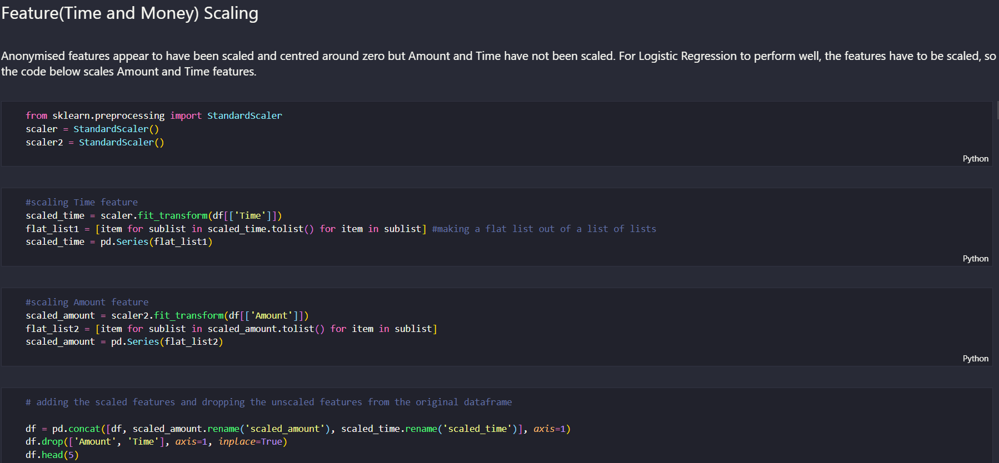 Feature(Time and Money) Scaling
Anonymised features appear to have been scaled and centred around zero but Amount and Time have not been scaled. For Logistic Regression to perform well, the features have to be scaled, so
the code below scales Amount and Time features.
from sklearn.preprocessing import StandardScaler
scaler = StandardScaler()
scaler2 = StandardScaler()
Python
#scaling Time feature
scaled_time = scaler.fit_transform(df[['Time']])
flat_list1 = [item for sublist in scaled_time.tolist() for item in sublist] #making a flat list out of a list of lists
scaled_time = pd.Series(flat_list1)
Python
#scaling Amount feature
scaled_amount = scaler2.fit_transform(df[['Amount']])
flat_list2 = [item for sublist in scaled_amount.tolist() for item in sublist]
scaled_amount = pd.Series(flat_list2)
Python
# adding the scaled features and dropping the unscaled features from the original dataframe
df = pd.concat([df, scaled_amount.rename('scaled_amount'), scaled_time.rename('scaled_time')], axis=1)
df.drop(['Amount', 'Time'], axis=1, inplace=True)
df.head(5)